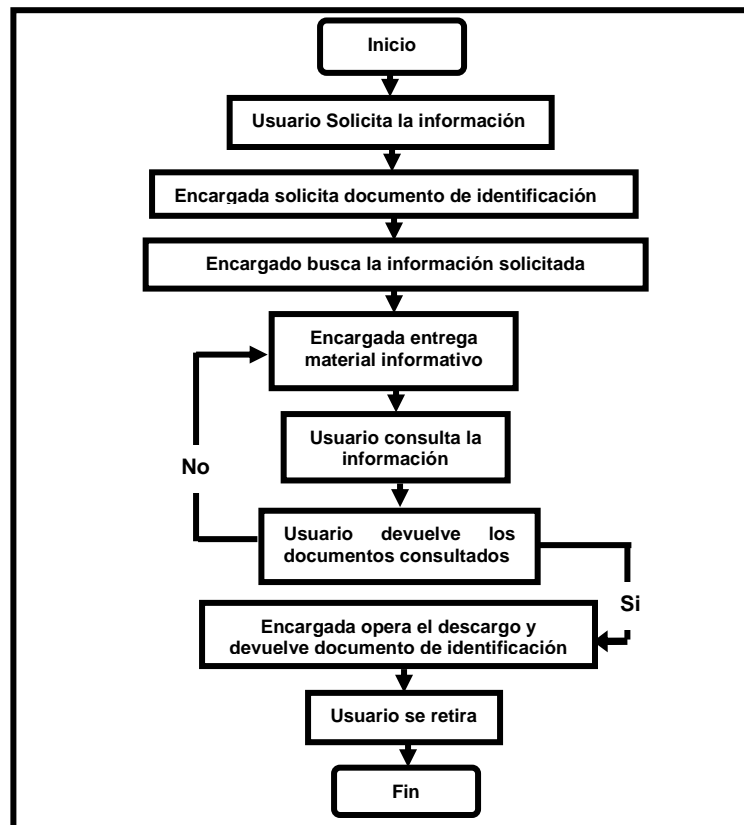 Inicio
Usuario Solicita la información
Encargada solicita documento de identificación
Encargado busca la información solicitada
Encargada entrega
material informativo
Usuario consulta la
información
No
Usuario devuelve los
documentos consultados
Si
Encargada opera el descargo y
devuelve documento de identificación
Usuario se retira
Fin